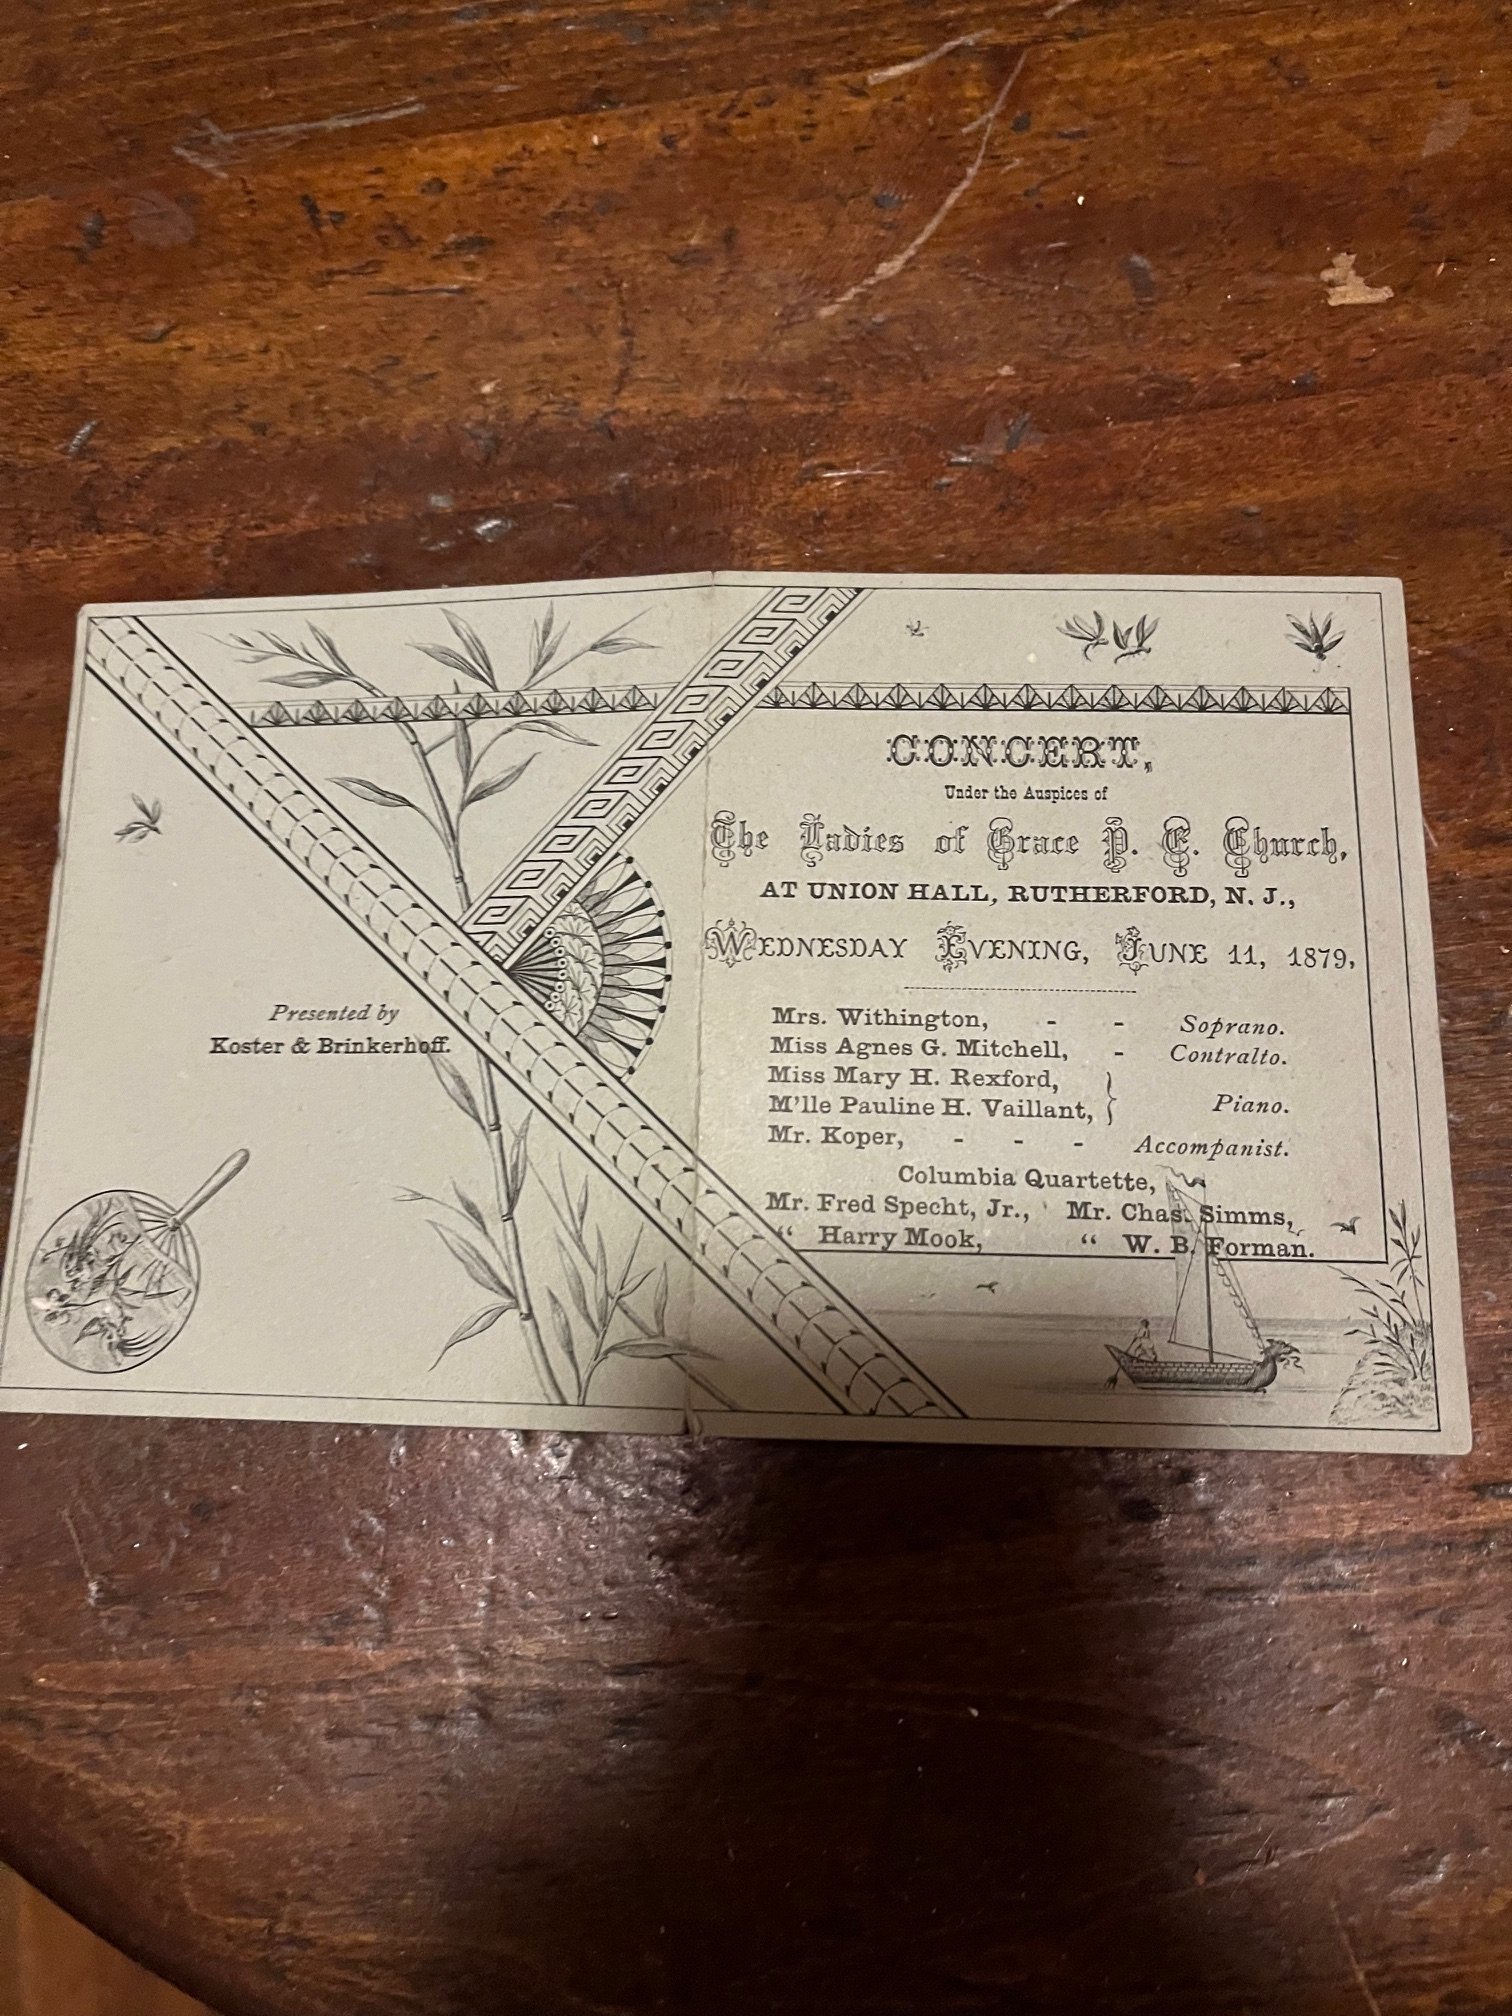 Presented by
Koster & Brinkerhoff.
CONCERT,
Under the Auspices of
The Ladies of Grace P. E. Church,
AT UNION HALL, RUTHERFORD, N. J.,
WEDNESDAY EVENING, JUNE 11, 1879,
Mrs. Withington, - - Soprano.
Miss Agnes G. Mitchell, - Contralto.
Miss Mary H. Rexford,
M'lle Pauline H. Vaillant, } Piano.
Mr. Koper, - - - Accompanist.
Columbia Quartette,
Mr. Fred Specht, Jr., Mr. Chas. Simms,
" Harry Mook, " W. B. Forman.